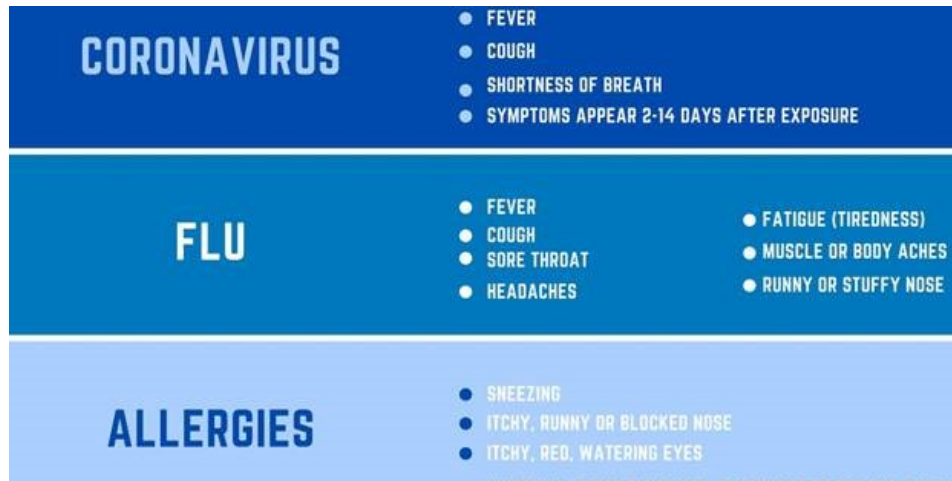 CORONAVIRUS
FEVER
COUGH
SHORTNESS OF BREATH
SYMPTOMS APPEAR 2-14 DAYS AFTER EXPOSURE
FLU
FEVER
COUGH
SORE THROAT
HEADACHES
FATIGUE (TIREDNESS)
MUSCLE OR BODY ACHES
RUNNY OR STUFFY NOSE
ALLERGIES
SNEEZING
ITCHY, RUNNY OR BLOCKED NOSE
ITCHY, RED, WATERING EYES